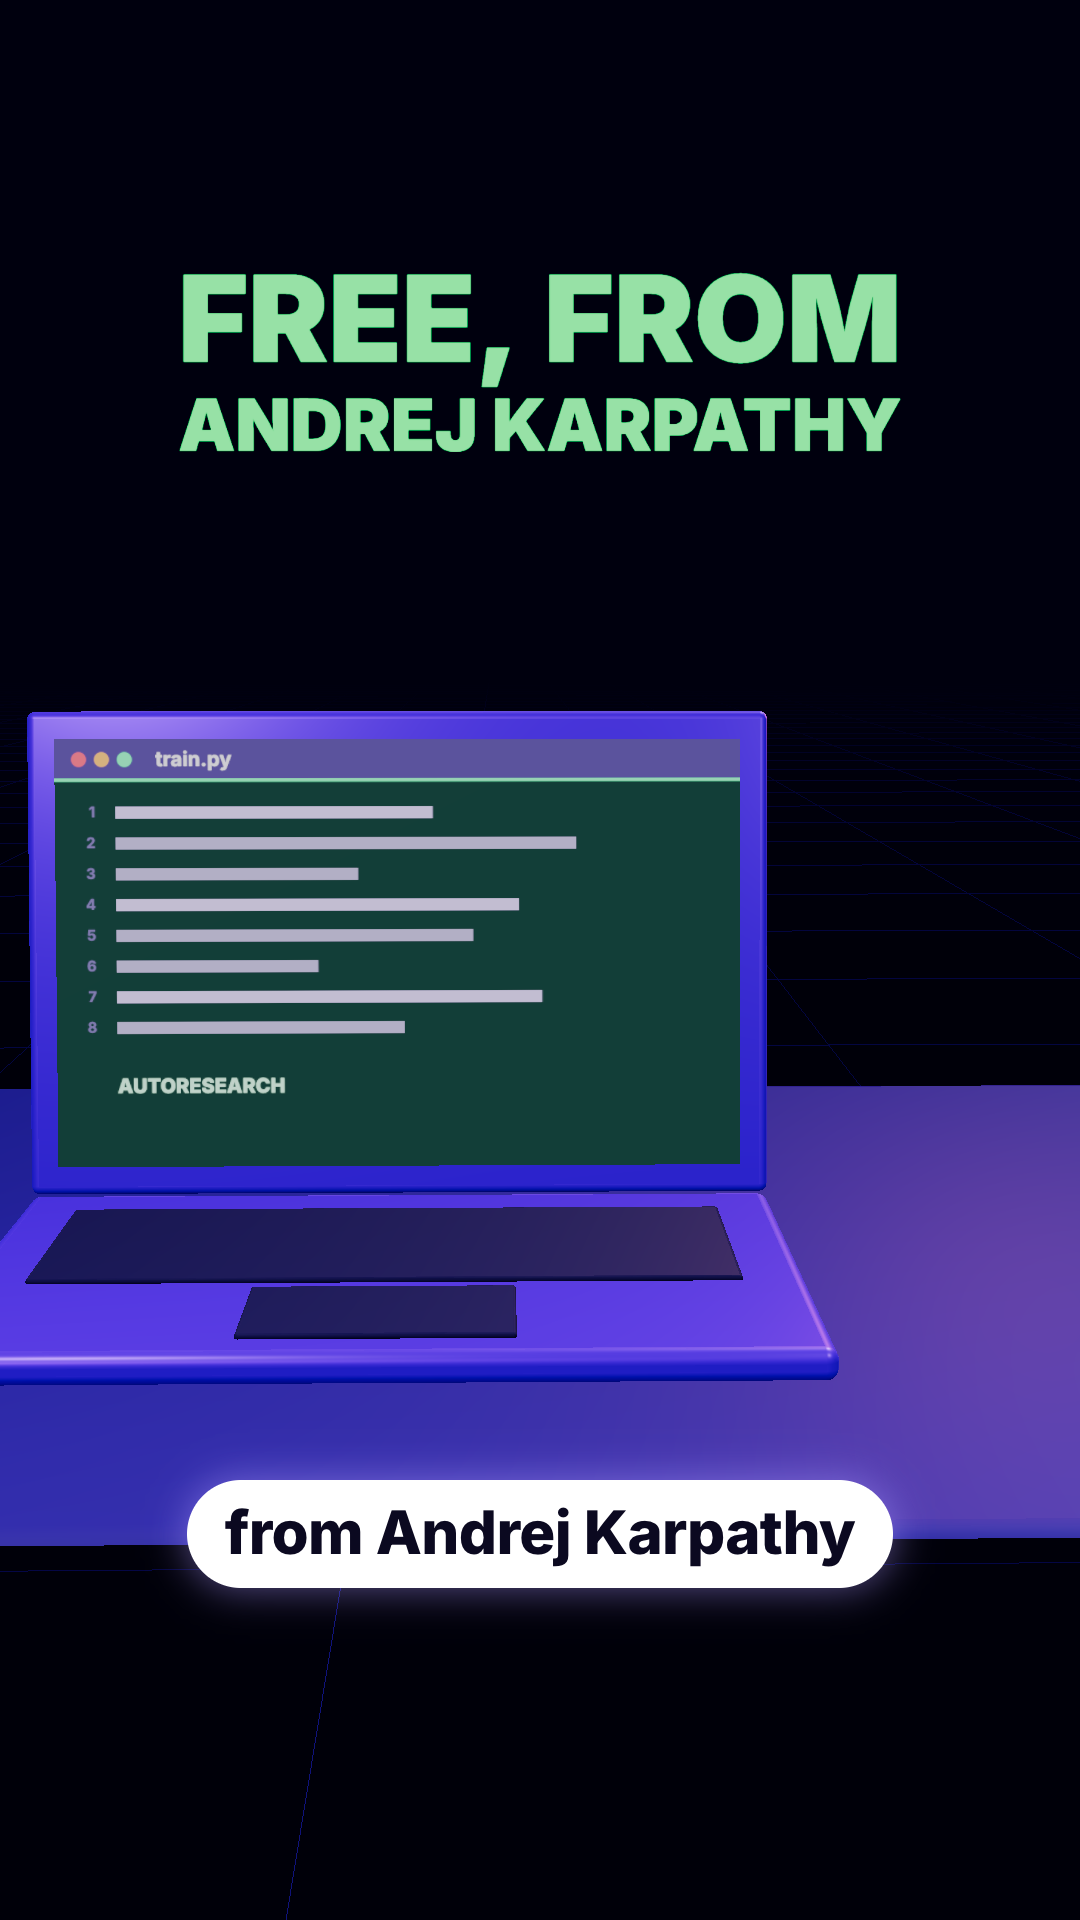 FREE, FROM
ANDREJ KARPATHY
train.py
1
2
3
4
5
6
7
8
AUTORESEARCH
from Andrej Karpathy